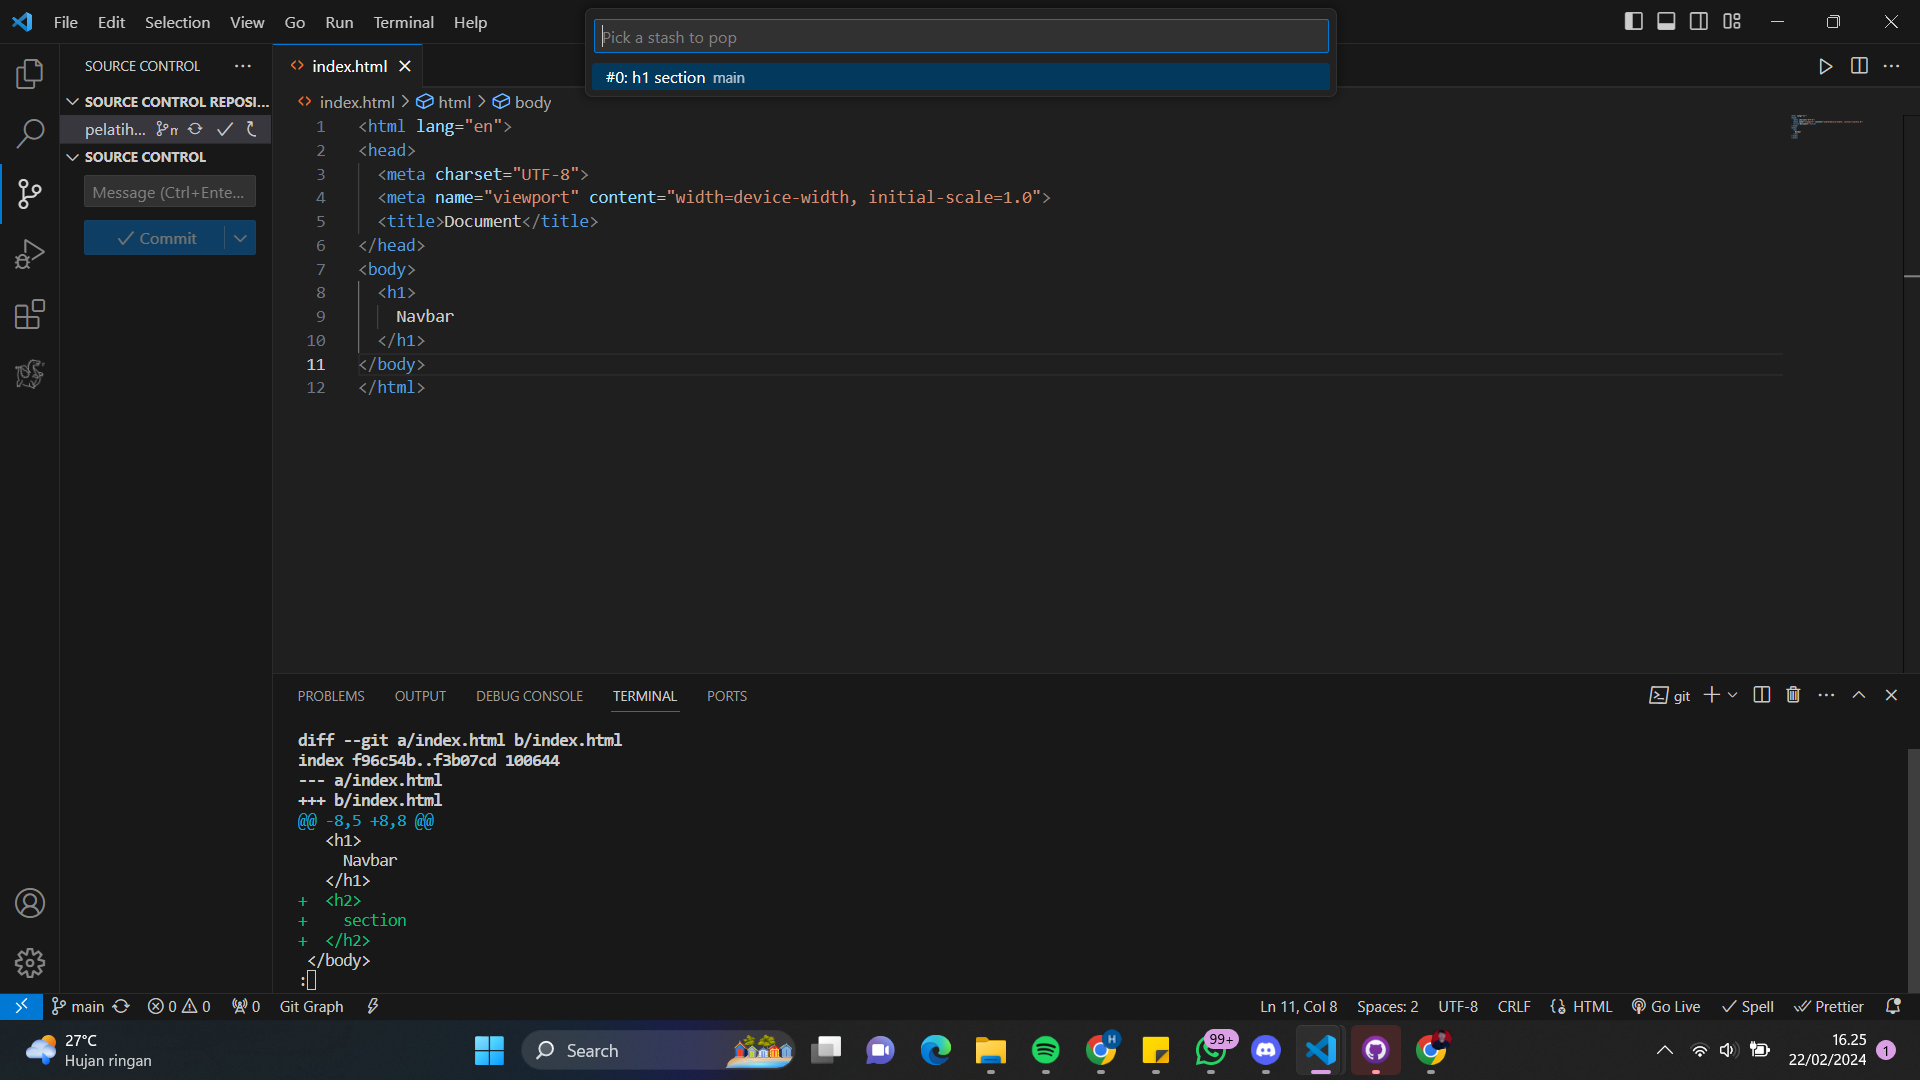 File Edit Selection View Go Run Terminal Help
Pick a stash to pop
#0: h1 section main
SOURCE CONTROL
SOURCE CONTROL REPOSI...
pelatih...
SOURCE CONTROL
Message (Ctrl+Ente...
Commit
index.html
index.html > html > body
1 <html lang="en">
2 <head>
3 <meta charset="UTF-8">
4 <meta name="viewport" content="width=device-width, initial-scale=1.0">
5 <title>Document</title>
6 </head>
7 <body>
8 <h1>
9 Navbar
10 </h1>
11 </body>
12 </html>
PROBLEMS OUTPUT DEBUG CONSOLE TERMINAL PORTS
git
diff --git a/index.html b/index.html
index f96c54b..f3b07cd 100644
--- a/index.html
+++ b/index.html
@@ -8,5 +8,8 @@
<h1>
Navbar
</h1>
+ <h2>
+ section
+ </h2>
</body>
:
main 0 0 0 Git Graph
Ln 11, Col 8 Spaces: 2 UTF-8 CRLF HTML Go Live Spell Prettier
27°C
Hujan ringan
Search
H
99+
16.25
22/02/2024
1